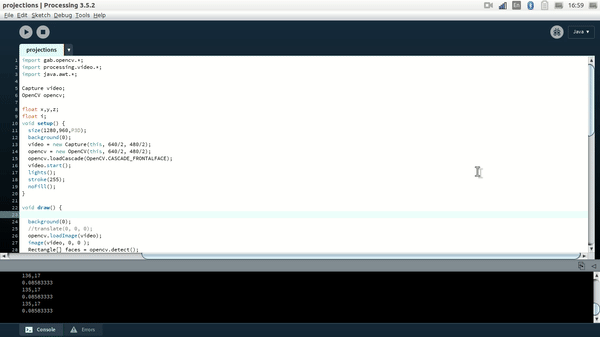 projections | Processing 3.5.2
16:59
File Edit Sketch Debug Tools Help
Java
projections
1 import gab.opencv.*;
2 import processing.video.*;
3 import java.awt.*;
4
5 Capture video;
6 OpenCV opencv;
7
8 float x,y,z;
9 float i;
10 void setup() {
11 size(1280,960,P3D);
12 background(0);
13 video = new Capture(this, 640/2, 480/2);
14 opencv = new OpenCV(this, 640/2, 480/2);
15 opencv.loadCascade(OpenCV.CASCADE_FRONTALFACE);
16 video.start();
17 lights();
18 stroke(255);
19 noFill();
20 }
21
22 void draw() {
23
24 background(0);
25 //translate(0, 0, 0);
26 opencv.loadImage(video);
27 image(video, 0, 0 );
28 Rectangle[] faces = opencv.detect();
136,17
0.08583333
135,17
0.08583333
135,17
0.08583333
Console Errors